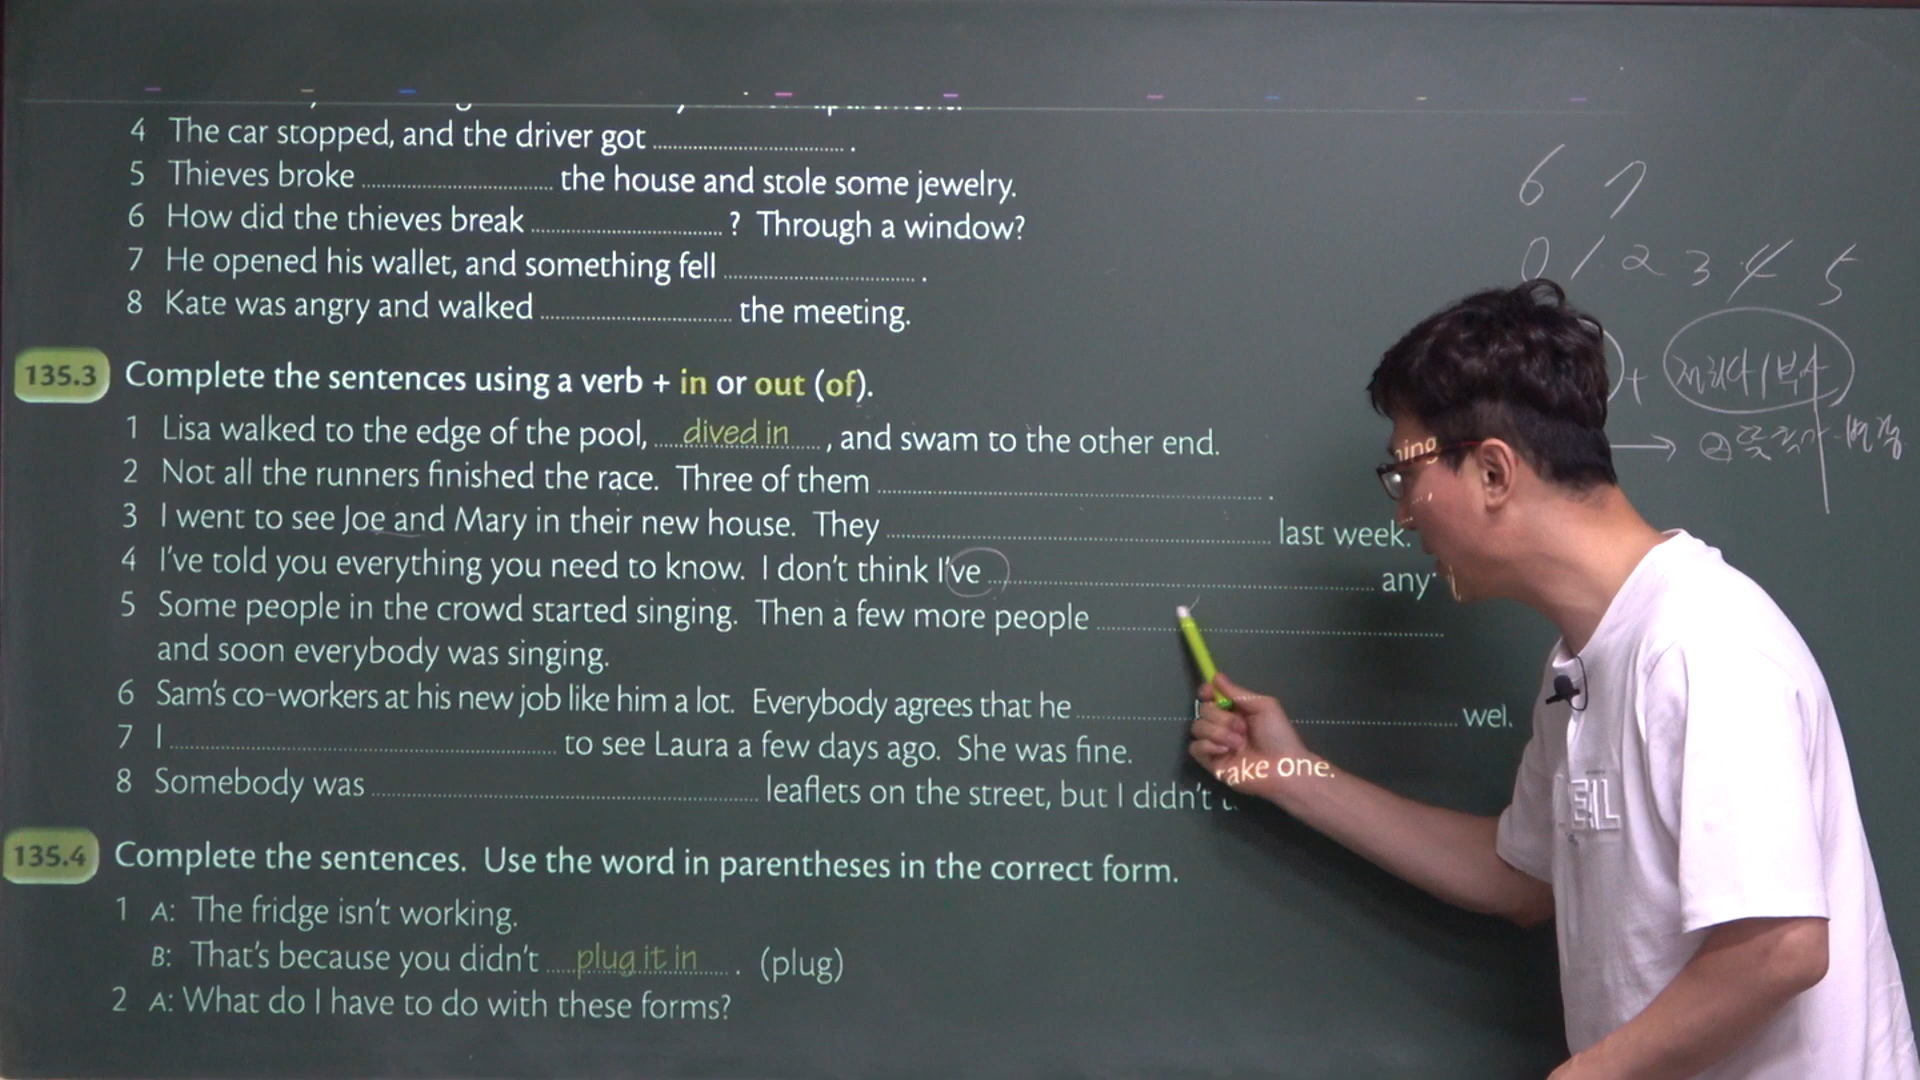 4 The car stopped, and the driver got .................... .
5 Thieves broke .................... the house and stole some jewelry.
6 How did the thieves break .................... ? Through a window?
7 He opened his wallet, and something fell .................... .
8 Kate was angry and walked .................... the meeting.
135.3 Complete the sentences using a verb + in or out (of).
1 Lisa walked to the edge of the pool, .....dived in..... , and swam to the other end.
2 Not all the runners finished the race. Three of them .................... .
3 I went to see Joe and Mary in their new house. They .................... last week.
4 I've told you everything you need to know. I don't think I've .................... any
5 Some people in the crowd started singing. Then a few more people ....................
and soon everybody was singing.
6 Sam's co-workers at his new job like him a lot. Everybody agrees that he .................... wel.
7 I .................... to see Laura a few days ago. She was fine.
8 Somebody was .................... leaflets on the street, but I didn't take one.
135.4 Complete the sentences. Use the word in parentheses in the correct form.
1 A: The fridge isn't working.
B: That's because you didn't .....plug it in..... . (plug)
2 A: What do I have to do with these forms?
6 7
0 1 2 3 4 5
+
→ ②